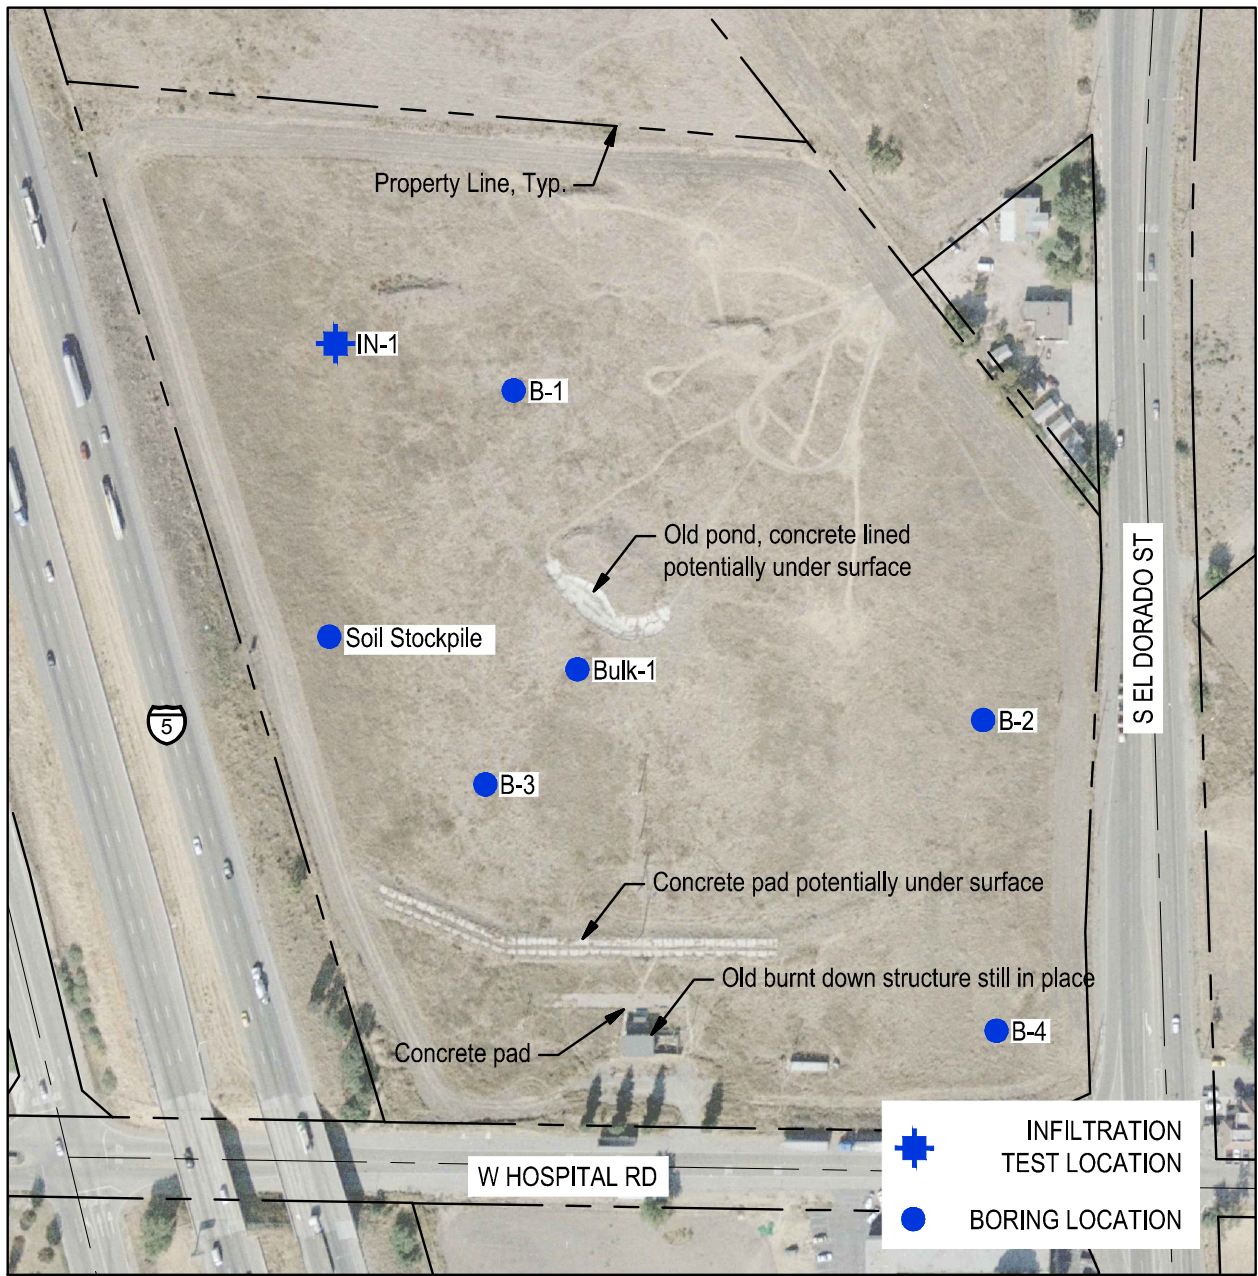 Property Line, Typ.
IN-1
B-1
Old pond, concrete lined
potentially under surface
S EL DORADO ST
Soil Stockpile
Bulk-1
5
B-2
B-3
Concrete pad potentially under surface
Old burnt down structure still in place
B-4
Concrete pad
W HOSPITAL RD
INFILTRATION
TEST LOCATION
BORING LOCATION